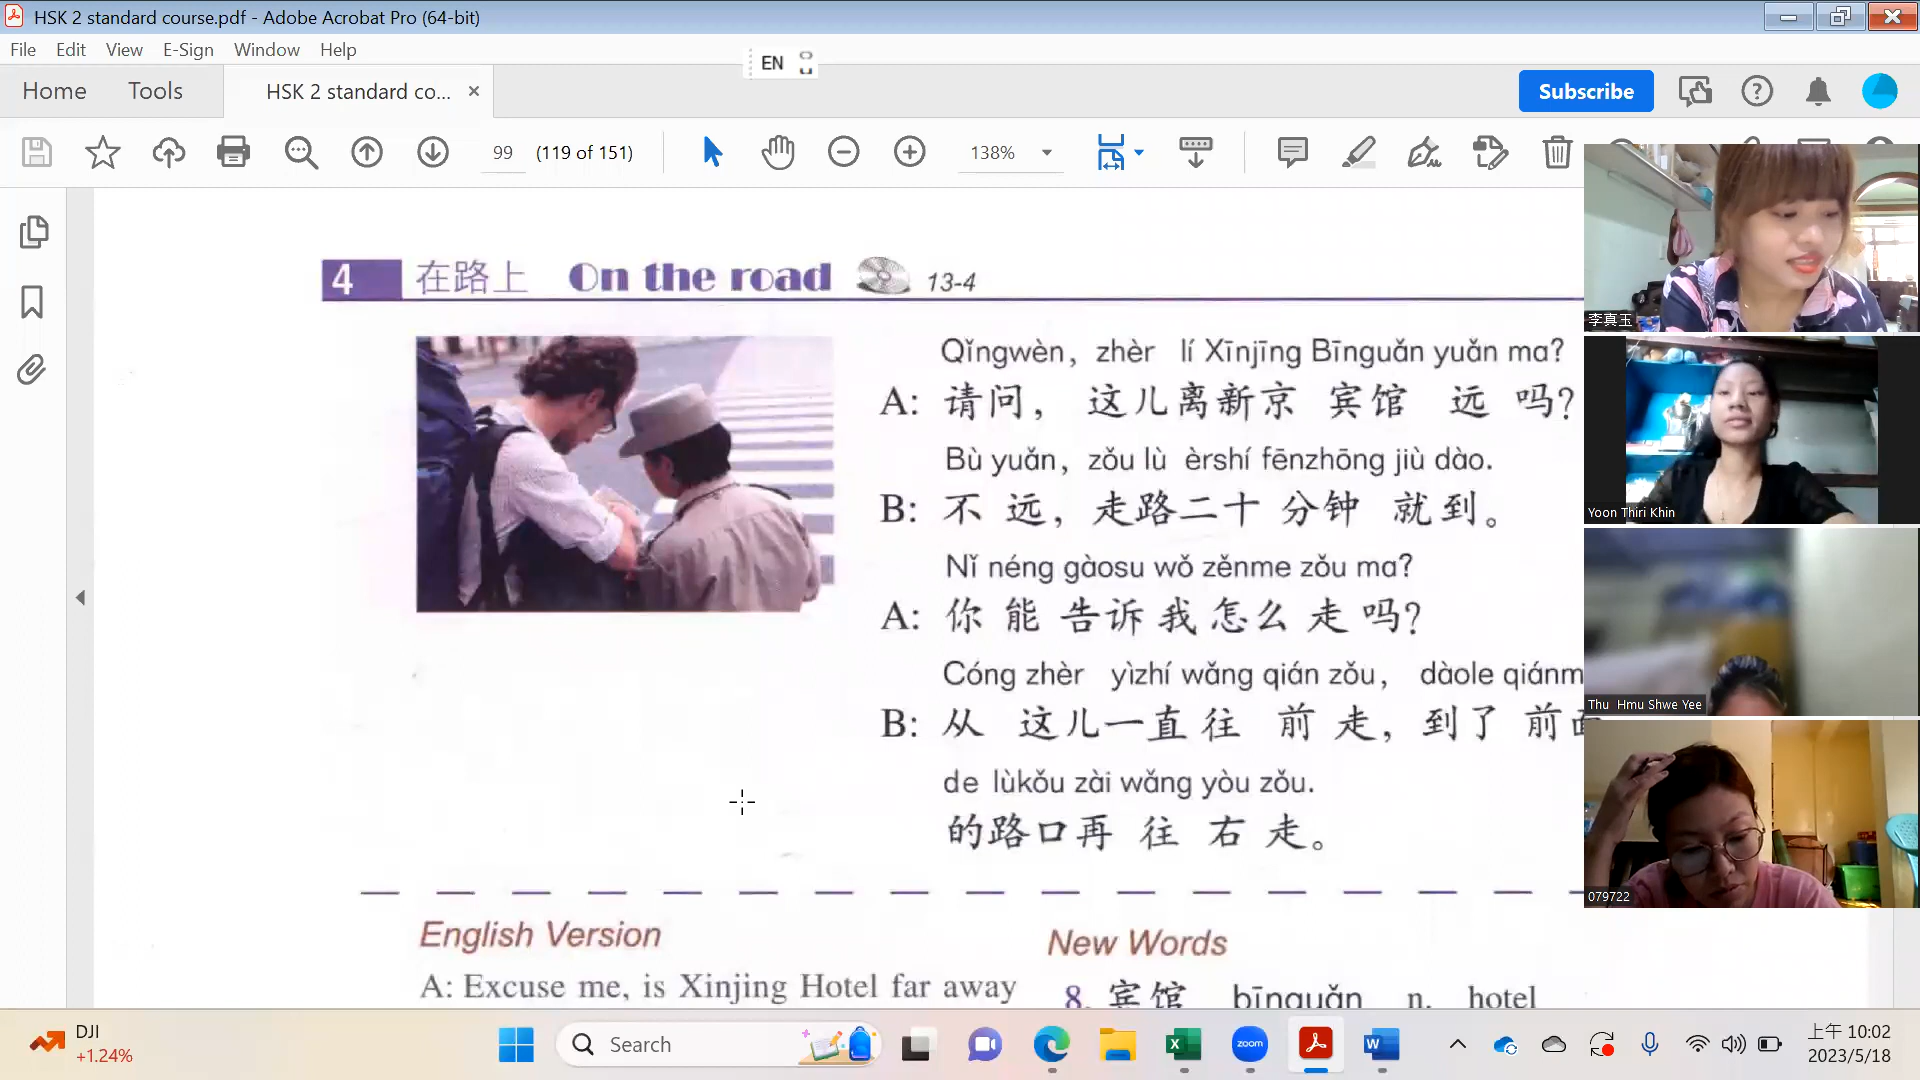 HSK 2 standard course.pdf - Adobe Acrobat Pro (64-bit)
File Edit View E-Sign Window Help
EN
Home Tools HSK 2 standard co... Subscribe
99 (119 of 151) 138%
4 在路上 On the road 13-4
Qǐngwèn, zhèr lí Xīnjīng Bīnguǎn yuǎn ma?
A: 请问，这儿离新京 宾馆 远 吗?
Bù yuǎn, zǒu lù èrshí fēnzhōng jiù dào.
B: 不 远，走路二十 分钟 就到。
Nǐ néng gàosu wǒ zěnme zǒu ma?
A: 你 能 告诉 我 怎么 走 吗?
Cóng zhèr yìzhí wǎng qián zǒu, dàole qiánm
B: 从 这儿一直 往 前 走，到了 前面
de lùkǒu zài wǎng yòu zǒu.
的路口再 往 右 走。
English Version
A: Excuse me, is Xinjing Hotel far away
New Words
8. 宾馆 bīnguǎn n. hotel
李真玉
Yoon Thiri Khin
Thu Hmu Shwe Yee
079722
DJI
+1.24%
Search
zoom
上午 10:02
2023/5/18